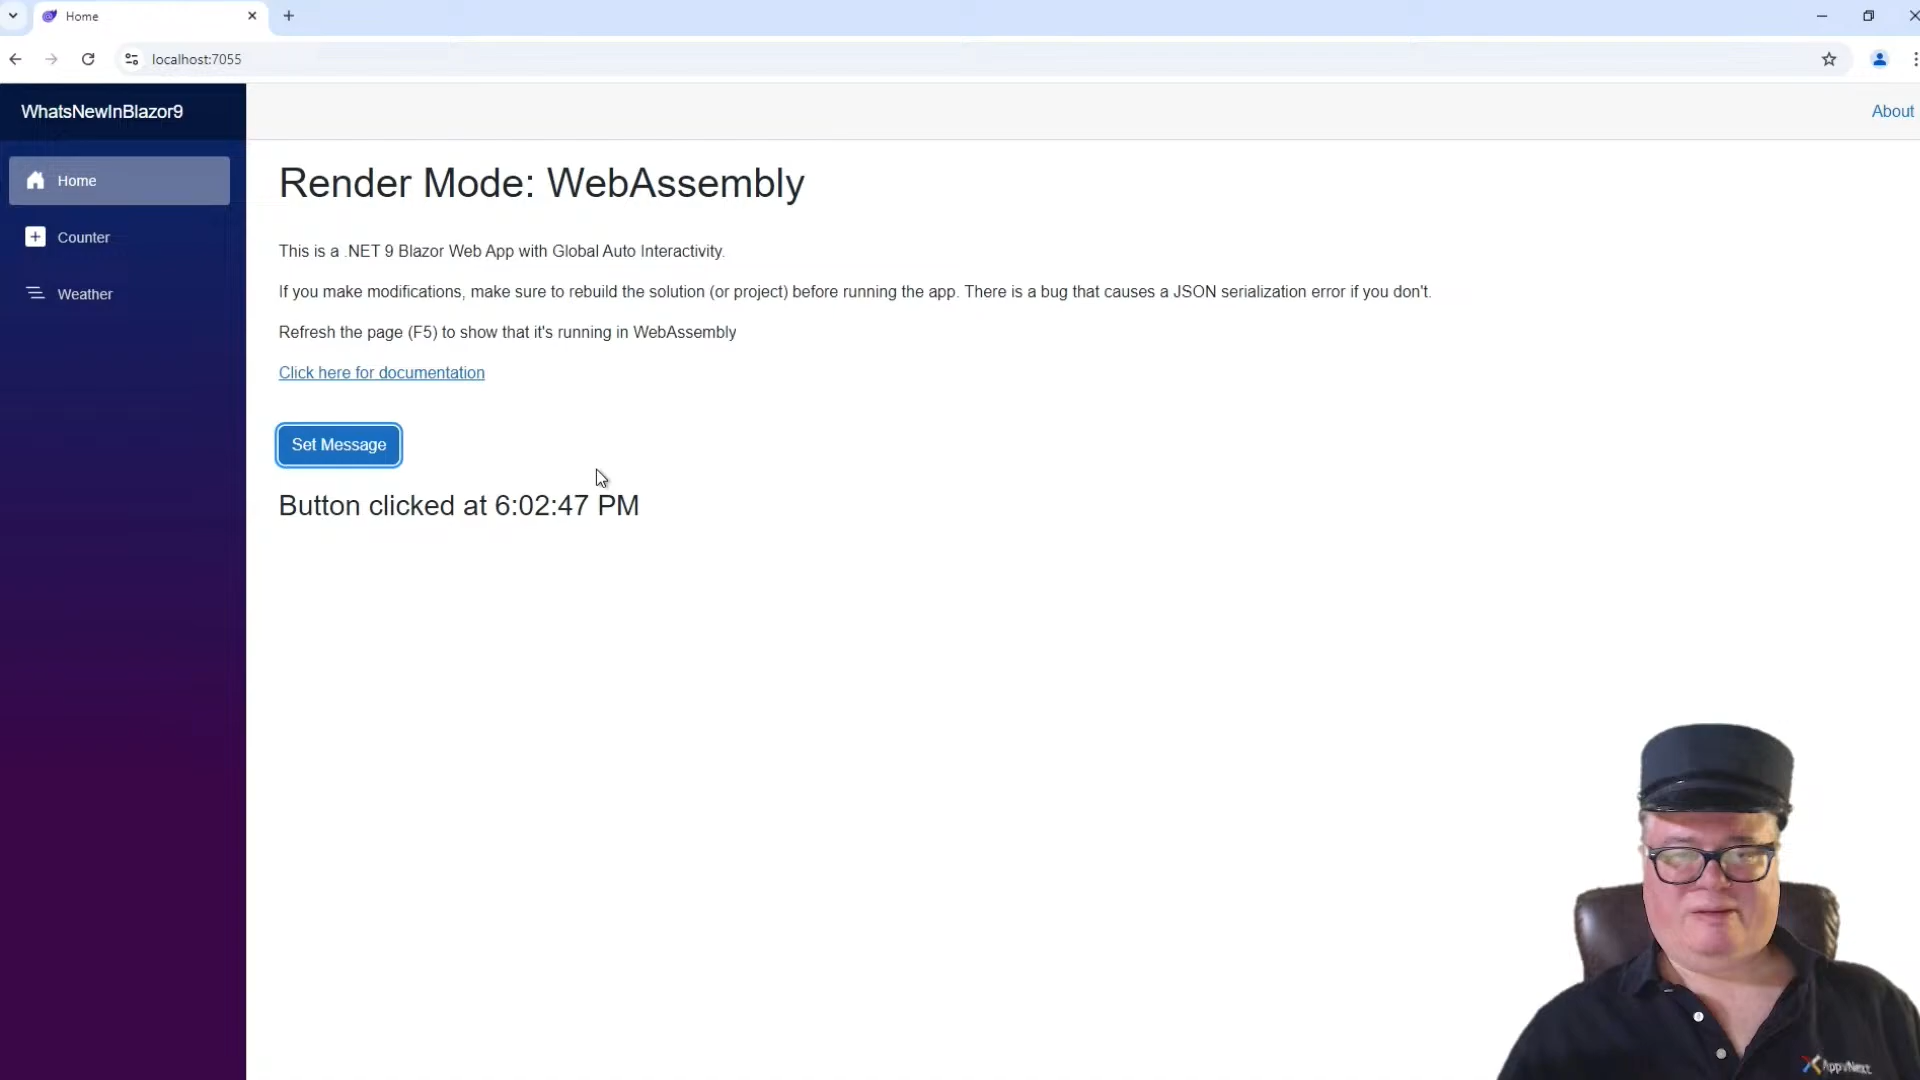 Home
localhost:7055
WhatsNewInBlazor9
About
Home
Counter
Weather
Render Mode: WebAssembly
This is a .NET 9 Blazor Web App with Global Auto Interactivity.
If you make modifications, make sure to rebuild the solution (or project) before running the app. There is a bug that causes a JSON serialization error if you don't.
Refresh the page (F5) to show that it's running in WebAssembly
Click here for documentation
Set Message
Button clicked at 6:02:47 PM
AppvNext